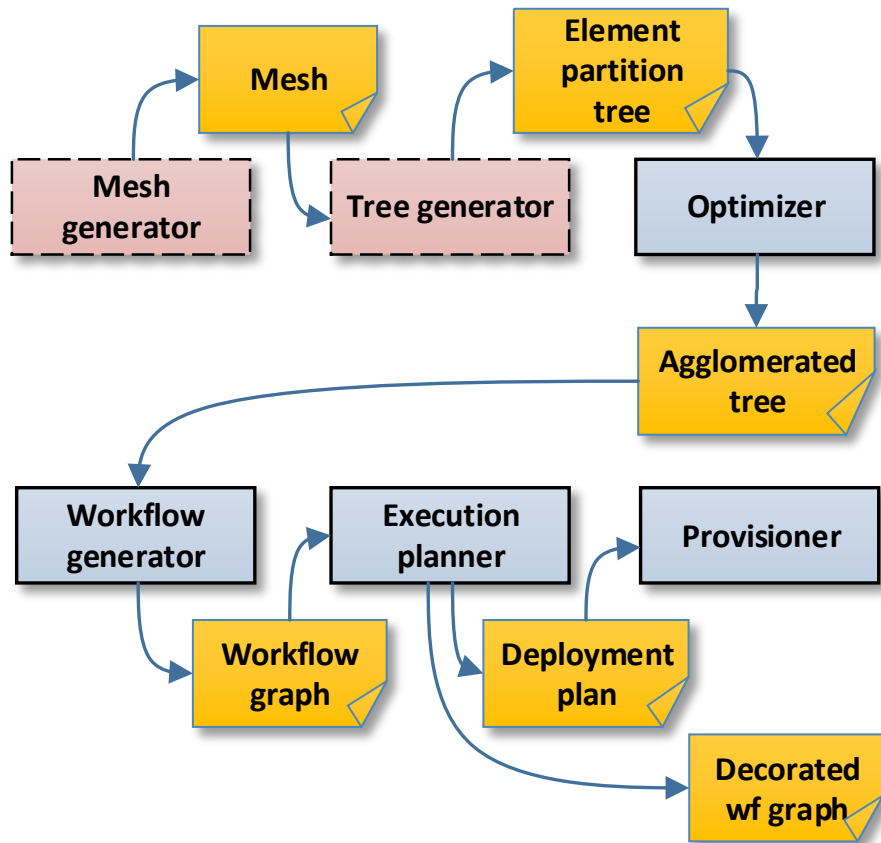 Mesh
Element
partition
tree
Mesh
generator
Tree generator
Optimizer
Agglomerated
tree
Workflow
generator
Execution
planner
Provisioner
Workflow
graph
Deployment
plan
Decorated
wf graph